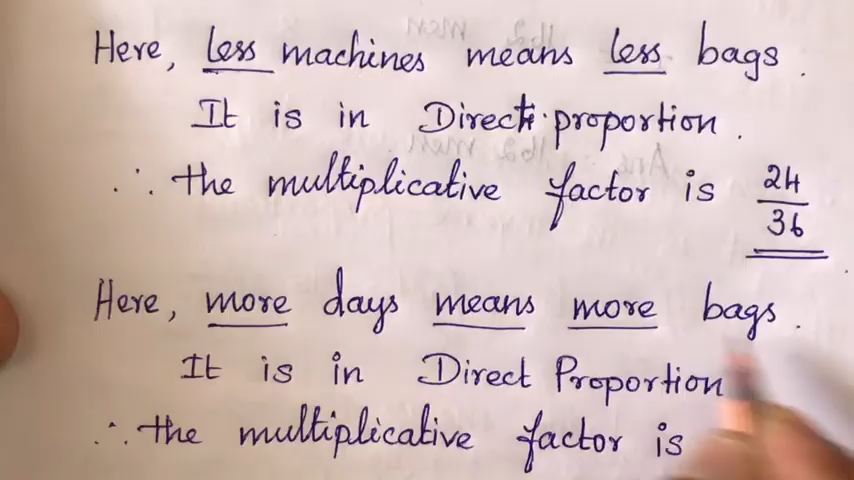 Here, less machines means less bags.
It is in Direct proportion.
∴ the multiplicative factor is 24/36
Here, more days means more bags.
It is in Direct Proportion
∴ the multiplicative factor is